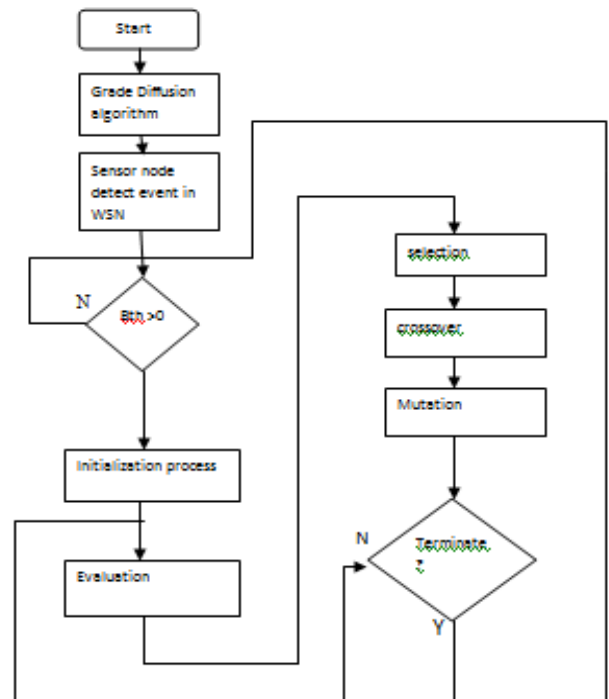 Start
Grade Diffusion
algorithm
Sensor node
detect event in
WSN
N
Bth >0
Initialization process
Evaluation
selection
crossover
Mutation
N
Terminate
?
Y